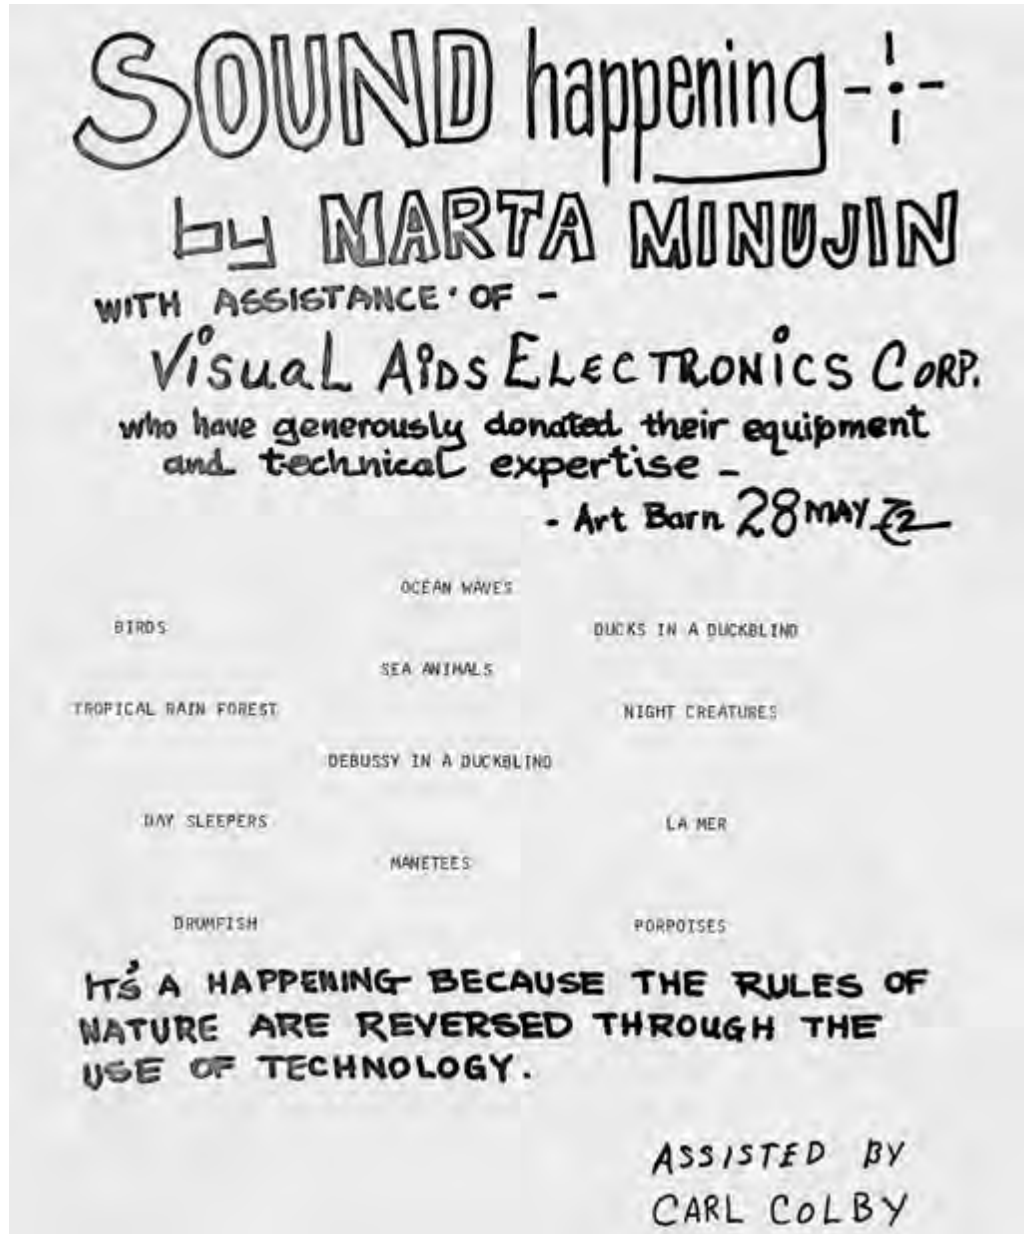 SOUND happening
by MARTA MINUJIN
WITH ASSISTANCE OF -
Visual Aids Electronics Corp.
who have generously donated their equipment
and technical expertise -
- Art Barn 28 MAY 72
OCEAN WAVES
BIRDS
DUCKS IN A DUCKBLIND
SEA ANIMALS
TROPICAL RAIN FOREST
NIGHT CREATURES
DEBUSSY IN A DUCKBLIND
DAY SLEEPERS
LA MER
MANETEES
DRUMFISH
PORPOISES
IT'S A HAPPENING BECAUSE THE RULES OF
NATURE ARE REVERSED THROUGH THE
USE OF TECHNOLOGY.
ASSISTED BY
CARL COLBY